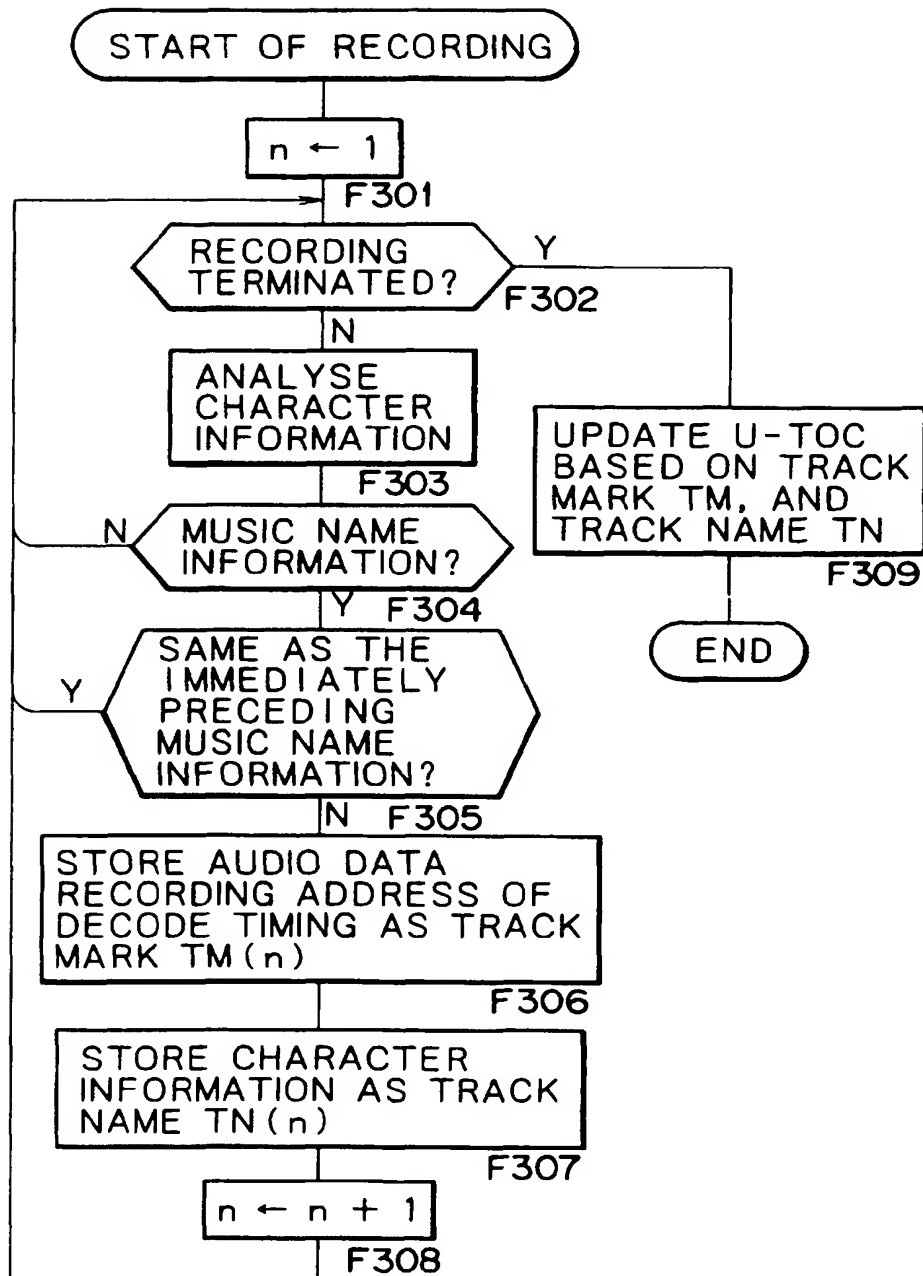 START OF RECORDING
n ← 1
F301
RECORDING
TERMINATED?
Y
F302
N
ANALYSE
CHARACTER
INFORMATION
F303
UPDATE U-TOC
BASED ON TRACK
MARK TM, AND
TRACK NAME TN
F309
END
N
MUSIC NAME
INFORMATION?
Y
F304
SAME AS THE
IMMEDIATELY
PRECEDING
MUSIC NAME
INFORMATION?
Y
N
F305
STORE AUDIO DATA
RECORDING ADDRESS OF
DECODE TIMING AS TRACK
MARK TM(n)
F306
STORE CHARACTER
INFORMATION AS TRACK
NAME TN(n)
F307
n ← n + 1
F308